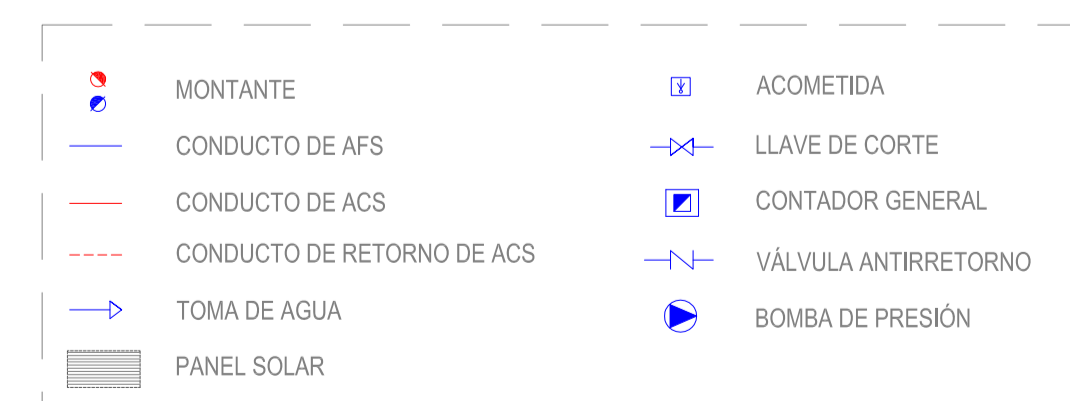 MONTANTE
CONDUCTO DE AFS
CONDUCTO DE ACS
CONDUCTO DE RETORNO DE ACS
TOMA DE AGUA
PANEL SOLAR
ACOMETIDA
LLAVE DE CORTE
CONTADOR GENERAL
VÁLVULA ANTIRRETORNO
BOMBA DE PRESIÓN